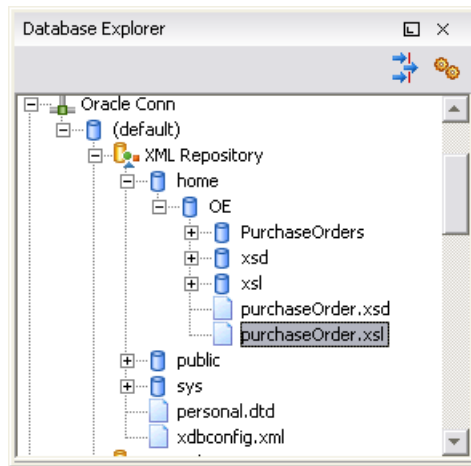 Database Explorer
Oracle Conn
(default)
XML Repository
home
OE
PurchaseOrders
xsd
xsl
purchaseOrder.xsd
purchaseOrder.xsl
public
sys
personal.dtd
xdbconfig.xml